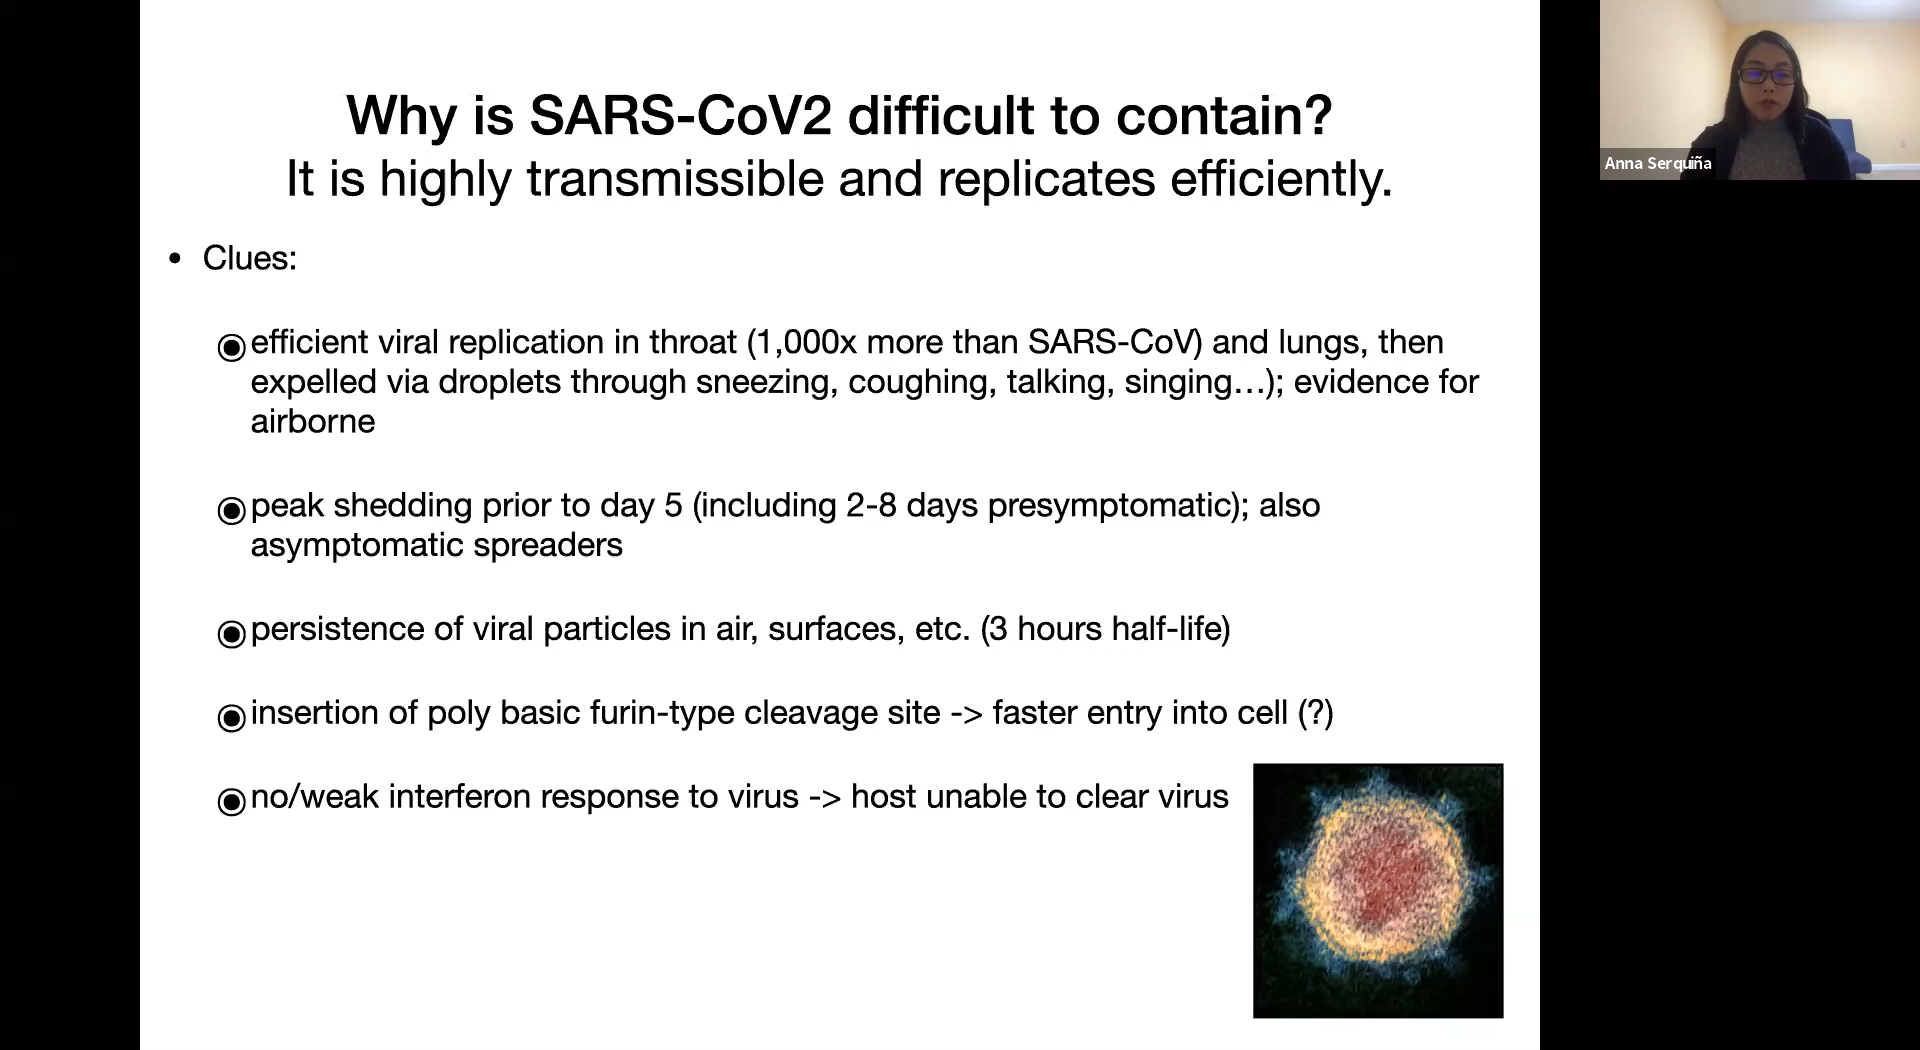 Why is SARS-CoV2 difficult to contain?
It is highly transmissible and replicates efficiently.
• Clues:
efficient viral replication in throat (1,000x more than SARS-CoV) and lungs, then
expelled via droplets through sneezing, coughing, talking, singing…); evidence for
airborne
peak shedding prior to day 5 (including 2-8 days presymptomatic); also
asymptomatic spreaders
persistence of viral particles in air, surfaces, etc. (3 hours half-life)
insertion of poly basic furin-type cleavage site -> faster entry into cell (?)
no/weak interferon response to virus -> host unable to clear virus
Anna Serquiña